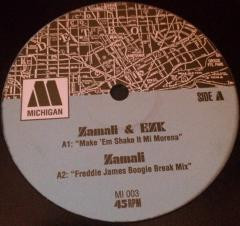 MICHIGAN
SIDE A
Zamali & EZK
A1: "Make 'Em Shake It Mi Morena"
Zamali
A2: "Freddie James Boogie Break Mix"
MI 003
45RPM